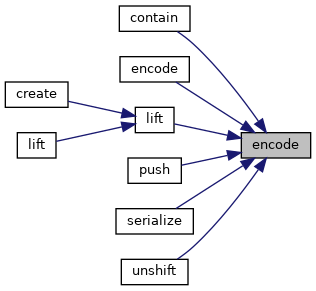 contain
encode
create
lift
lift
encode
push
serialize
unshift